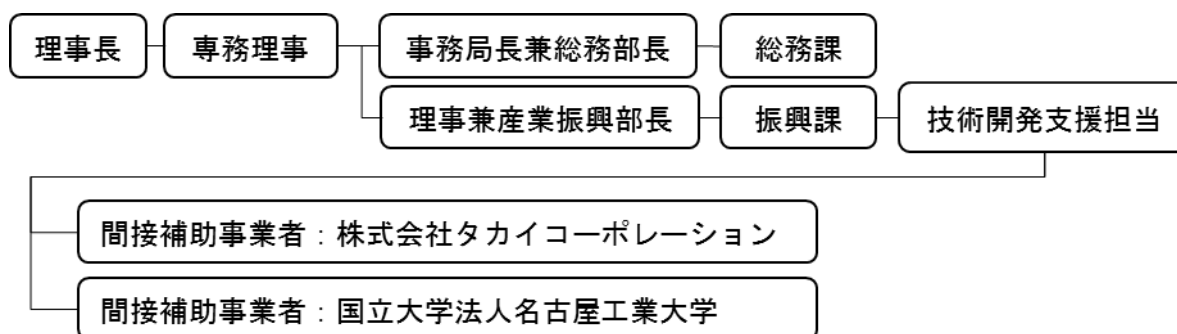 理事長
専務理事
事務局長兼総務部長
総務課
理事兼産業振興部長
振興課
技術開発支援担当
間接補助事業者：株式会社タカイコーポレーション
間接補助事業者：国立大学法人名古屋工業大学